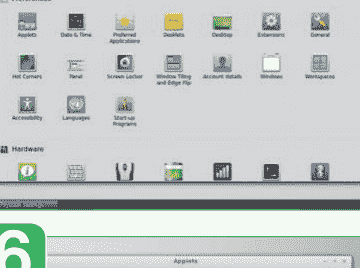 Applets Date & Time Preferred Applications Desklets Desktop Extensions General
Hot Corners Panel Screen Locker Window Tiling and Edge Flip Account details Windows Workspaces
Accessibility Languages Start-up Programs
Hardware
6
Applets